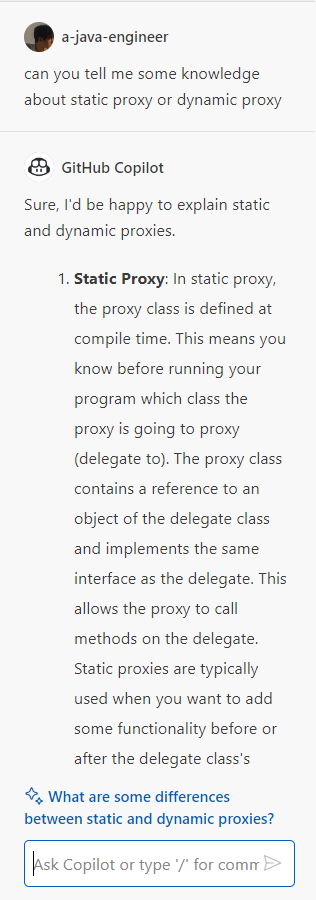 a-java-engineer
can you tell me some knowledge
about static proxy or dynamic proxy
GitHub Copilot
Sure, I'd be happy to explain static
and dynamic proxies.
1. Static Proxy: In static proxy,
the proxy class is defined at
compile time. This means you
know before running your
program which class the
proxy is going to proxy
(delegate to). The proxy class
contains a reference to an
object of the delegate class
and implements the same
interface as the delegate. This
allows the proxy to call
methods on the delegate.
Static proxies are typically
used when you want to add
some functionality before or
after the delegate class's
What are some differences
between static and dynamic proxies?
Ask Copilot or type '/' for comm